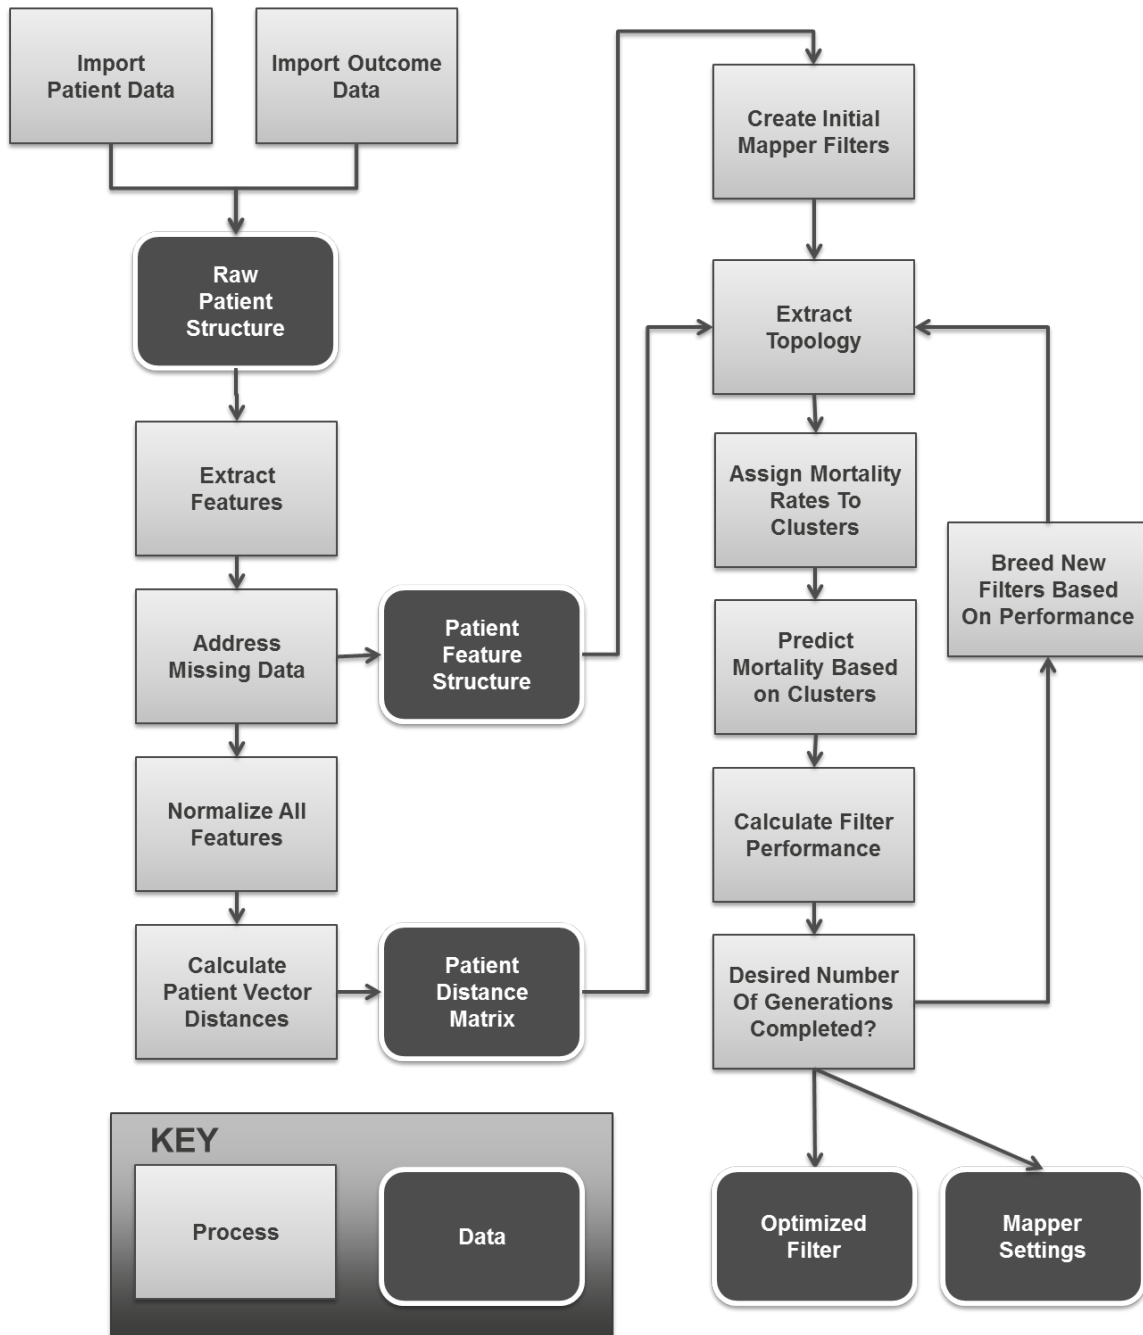 Import
Patient Data
Import Outcome
Data
Raw
Patient
Structure
Extract
Features
Address
Missing Data
Patient
Feature
Structure
Normalize All
Features
Calculate
Patient Vector
Distances
Patient
Distance
Matrix
Create Initial
Mapper Filters
Extract
Topology
Assign Mortality
Rates To
Clusters
Predict
Mortality Based
on Clusters
Calculate Filter
Performance
Desired Number
Of Generations
Completed?
Breed New
Filters Based
On Performance
Optimized
Filter
Mapper
Settings
KEY
Process
Data